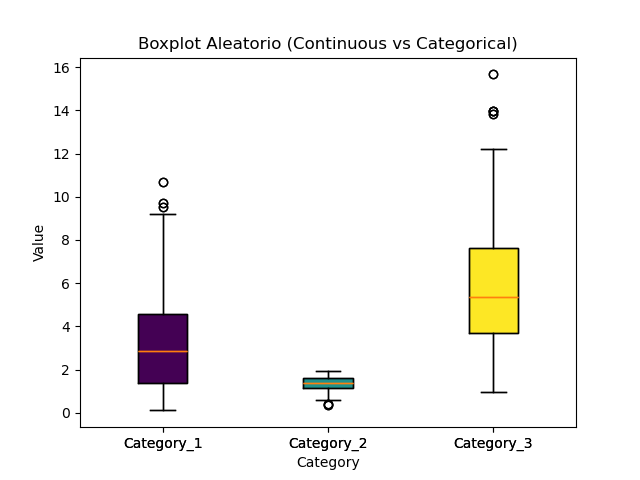 Boxplot Aleatorio (Continuous vs Categorical)
16
14
12
10
8
6
4
2
0
Value
Category_1
Category_2
Category_3
Category